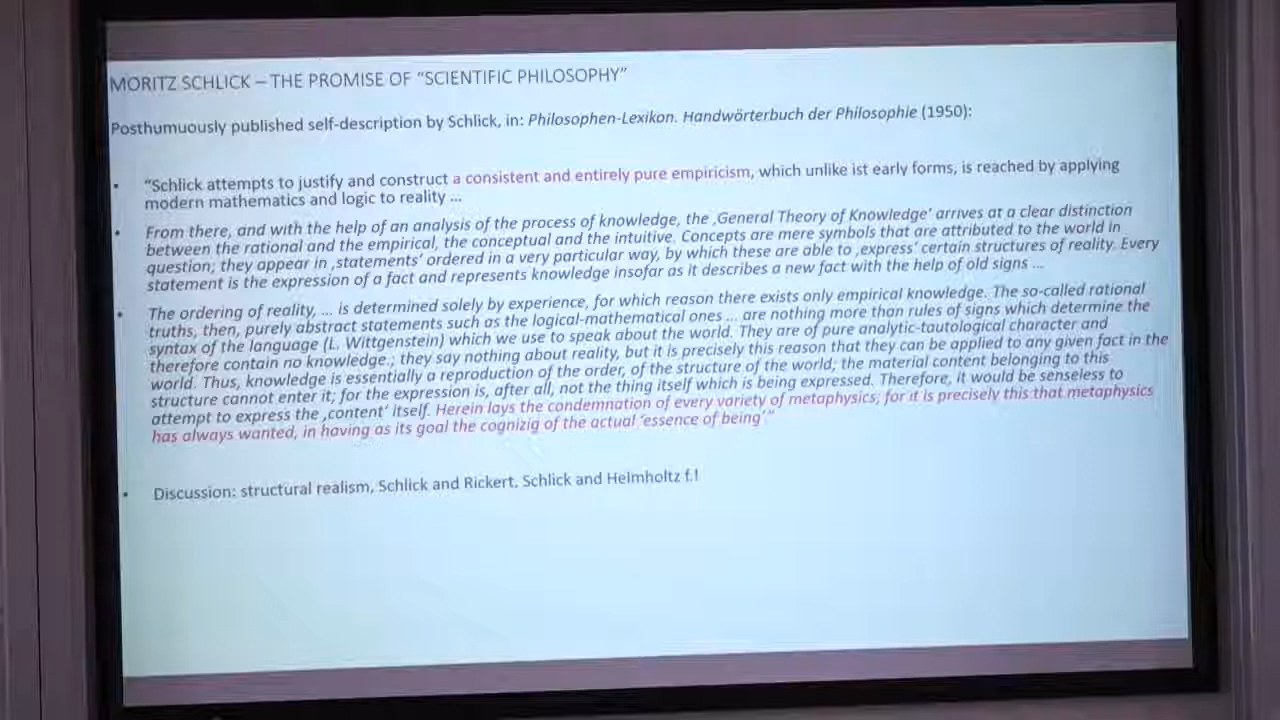 MORITZ SCHLICK – THE PROMISE OF "SCIENTIFIC PHILOSOPHY"
Posthumuously published self-description by Schlick, in: Philosophen-Lexikon. Handwörterbuch der Philosophie (1950):
• "Schlick attempts to justify and construct a consistent and entirely pure empiricism, which unlike ist early forms, is reached by applying
modern mathematics and logic to reality ...
• From there, and with the help of an analysis of the process of knowledge, the ‚General Theory of Knowledge' arrives at a clear distinction
between the rational and the empirical, the conceptual and the intuitive. Concepts are mere symbols that are attributed to the world in
question; they appear in ‚statements' ordered in a very particular way, by which these are able to ‚express' certain structures of reality. Every
statement is the expression of a fact and represents knowledge insofar as it describes a new fact with the help of old signs ...
• The ordering of reality, ... is determined solely by experience, for which reason there exists only empirical knowledge. The so-called rational
truths, then, purely abstract statements such as the logical-mathematical ones ... are nothing more than rules of signs which determine the
syntax of the language (L. Wittgenstein) which we use to speak about the world. They are of pure analytic-tautological character and
therefore contain no knowledge.; they say nothing about reality, but it is precisely this reason that they can be applied to any given fact in the
world. Thus, knowledge is essentially a reproduction of the order, of the structure of the world; the material content belonging to this
structure cannot enter it; for the expression is, after all, not the thing itself which is being expressed. Therefore, it would be senseless to
attempt to express the ‚content' itself. Herein lays the condemnation of every variety of metaphysics; for it is precisely this that metaphysics
has always wanted, in having as its goal the cognizig of the actual 'essence of being'"
• Discussion: structural realism, Schlick and Rickert. Schlick and Helmholtz f.!